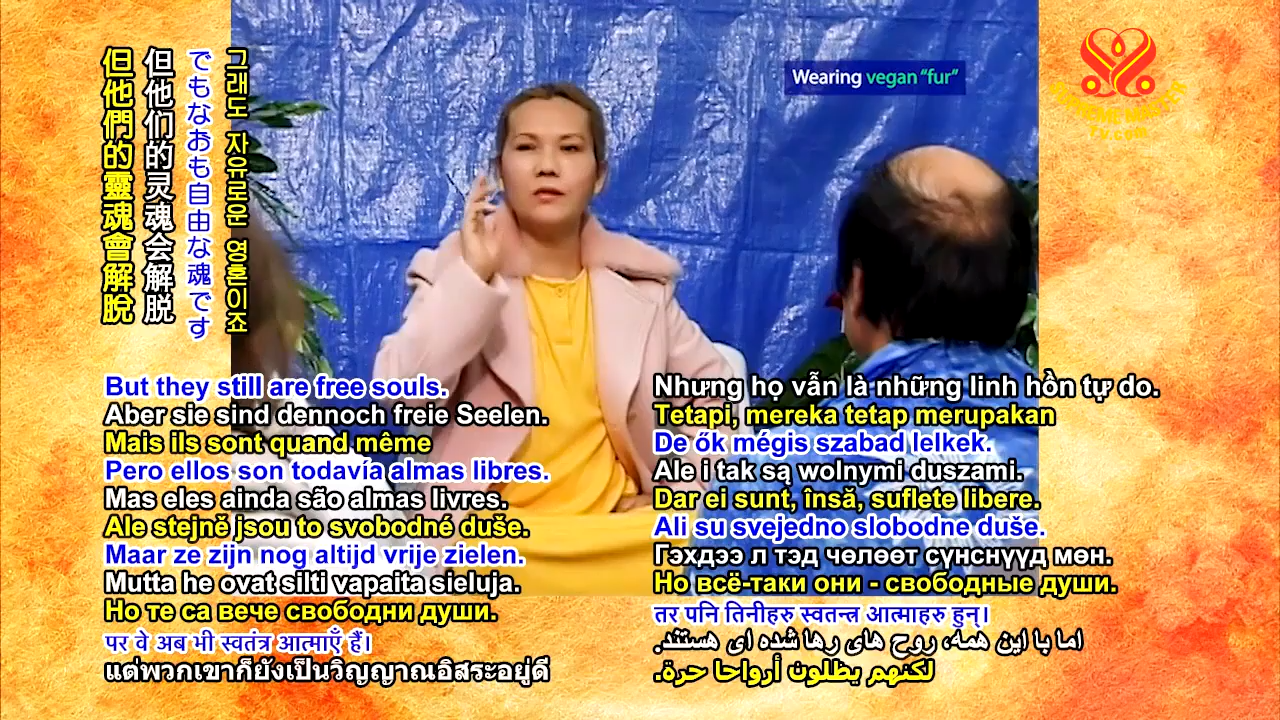 Wearing vegan “fur”
SUPREME MASTER
TV.COM
但他們的靈魂會解脫
但他们的灵魂会解脱
でもなおも自由な魂です
그래도 자유로운 영혼이죠
But they still are free souls.
Aber sie sind dennoch freie Seelen.
Mais ils sont quand même
Pero ellos son todavía almas libres.
Mas eles ainda são almas livres.
Ale stejně jsou to svobodné duše.
Maar ze zijn nog altijd vrije zielen.
Mutta he ovat silti vapaita sieluja.
Но те са вече свободни души.
पर वे अब भी स्वतंत्र आत्माएँ हैं।
แต่พวกเขาก็ยังเป็นวิญญาณอิสระอยู่ดี
Nhưng họ vẫn là những linh hồn tự do.
Tetapi, mereka tetap merupakan
De ők mégis szabad lelkek.
Ale i tak są wolnymi duszami.
Dar ei sunt, însă, suflete libere.
Ali su svejedno slobodne duše.
Гэхдээ л тэд чөлөөт сүнснүүд мөн.
Но всё-таки они - свободные души.
तर पनि तिनीहरु स्वतन्त्र आत्माहरु हुन्।
اما با این همه، روح های رها شده ای هستند.
لكنهم يظلون أرواحا حرة.